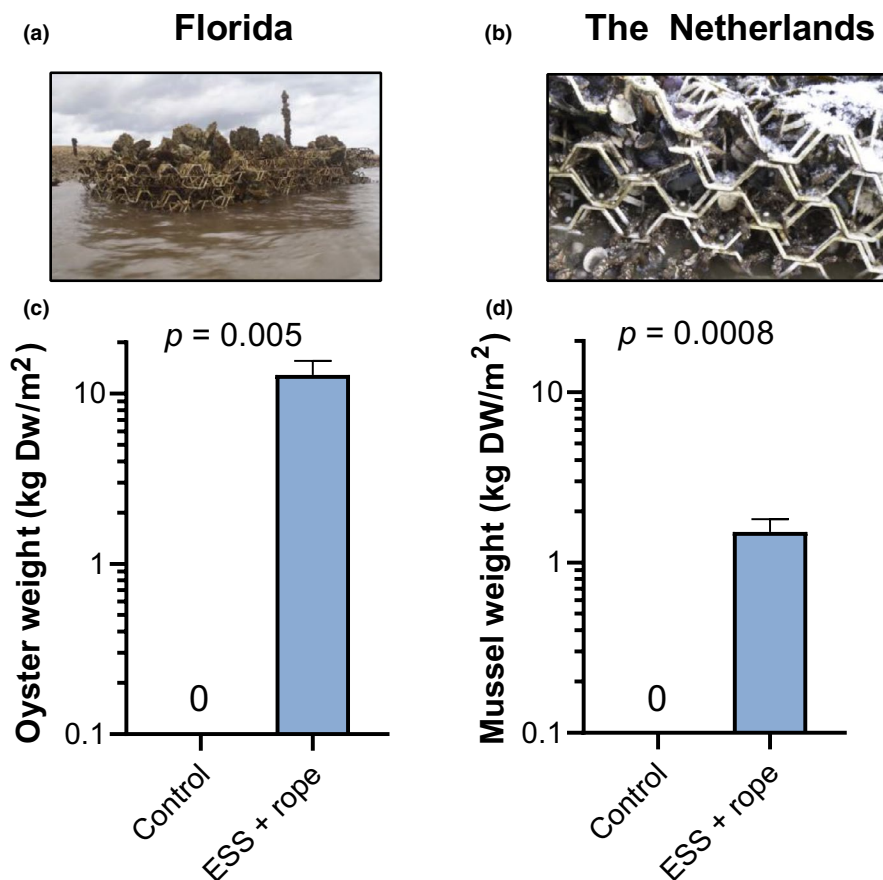 (a) Florida
(b) The Netherlands
(c)
p = 0.005
Oyster weight (kg Dw/m²)
10
1
0.1
0
Control
ESS + rope
(d)
p = 0.0008
Mussel weight (kg DW/m²)
10
1
0.1
0
Control
ESS + rope